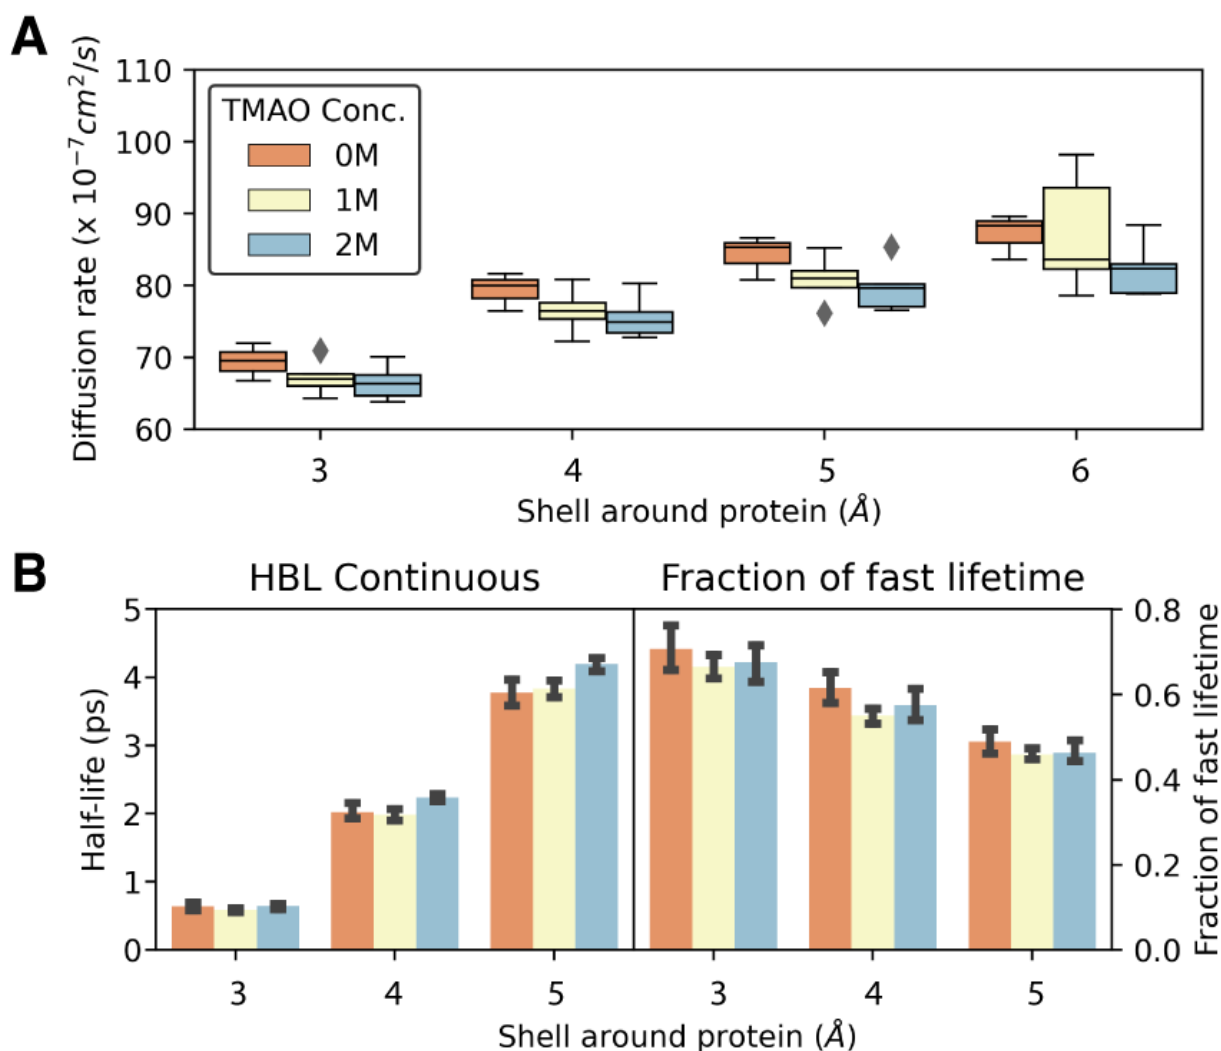 A
Diffusion rate (x 10⁻⁷cm²/s)
110
100
90
80
70
60
TMAO Conc.
0M
1M
2M
3 4 5 6
Shell around protein (Å)
B
HBL Continuous Fraction of fast lifetime
Half-life (ps)
5
4
3
2
1
0
0.8
0.6
0.4
0.2
0.0
Fraction of fast lifetime
3 4 5 3 4 5
Shell around protein (Å)